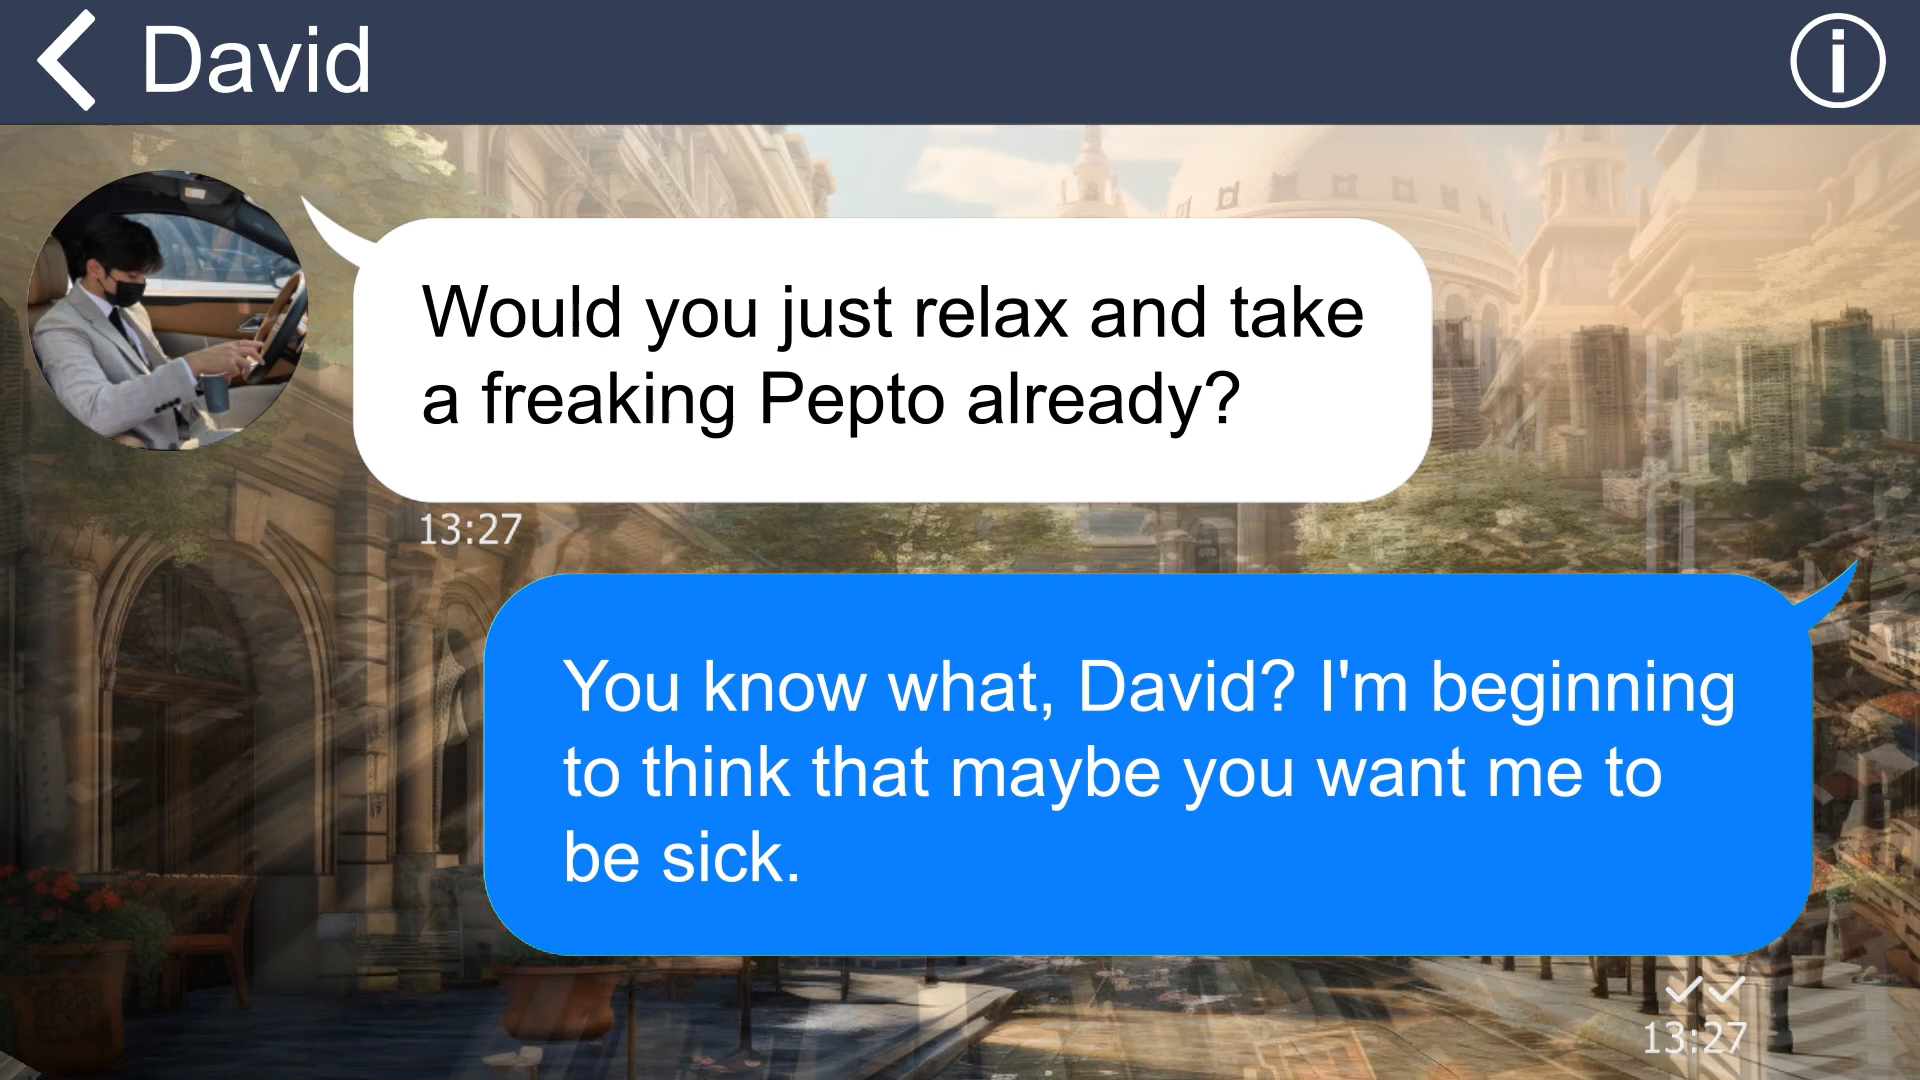 David
Would you just relax and take
a freaking Pepto already?
13:27
You know what, David? I'm beginning
to think that maybe you want me to
be sick.
13:27